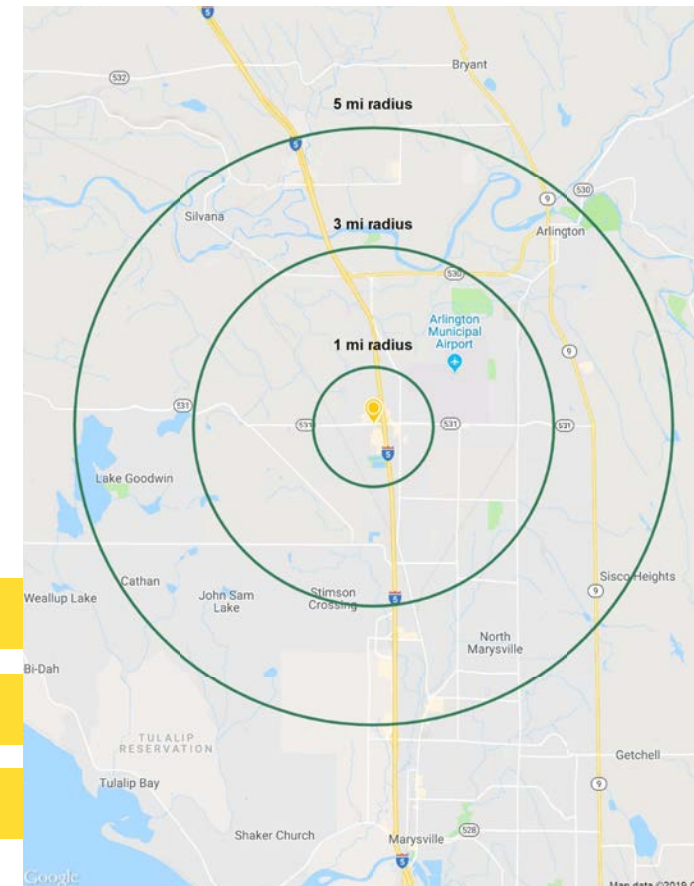 5
532
Bryant
5 mi radius
5
530
9
Silvana
3 mi radius
Arlington
530
Arlington
Municipal
Airport
1 mi radius
9
531
531
531
531
5
Lake Goodwin
Cathan
Weallup Lake
John Sam
Lake
Stimson
Crossing
5
Sisco Heights
9
North
Marysville
Bi-Dah
TULALIP
RESERVATION
Getchell
Tulalip Bay
9
Shaker Church
Marysville
528
5
Google
Map data ©2019